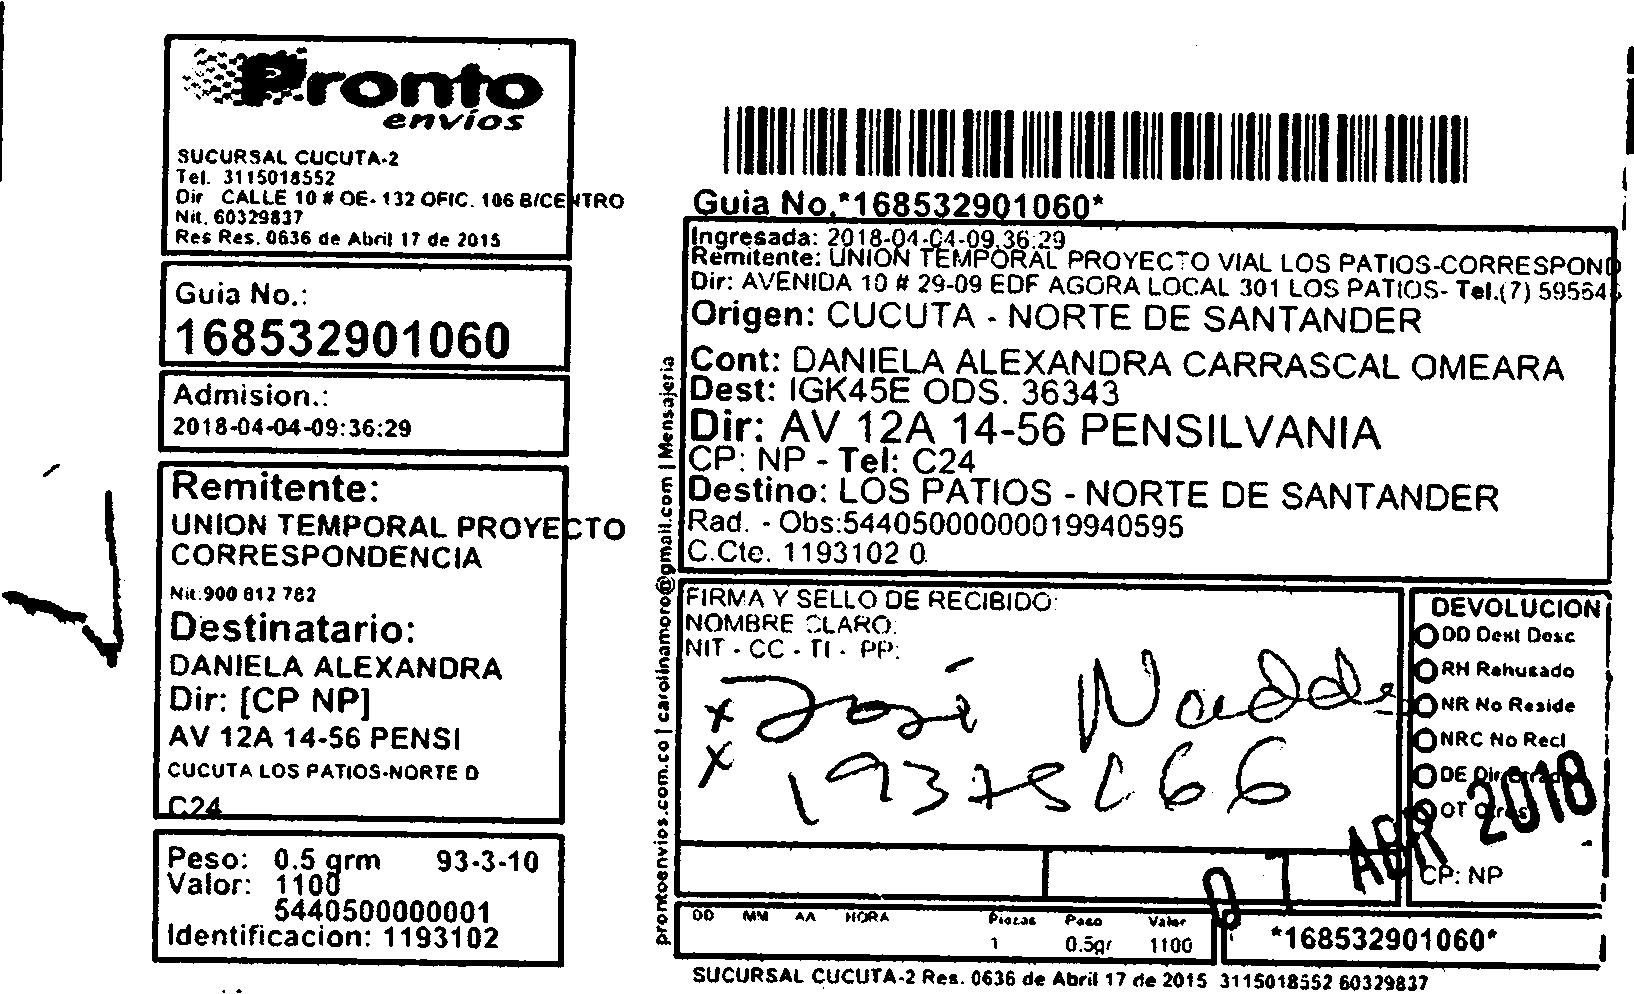 Pronto
envíos
SUCURSAL CUCUTA-2
Tel. 3115018552
Dir CALLE 10 # OE-132 OFIC. 106 B/CENTRO
Nit. 60329837
Res Res. 0636 de Abril 17 de 2015
Guia No.:
168532901060
Admision.:
2018-04-04-09:36:29
Remitente:
UNION TEMPORAL PROYECTO
CORRESPONDENCIA
Nit:900 812 782
Destinatario:
DANIELA ALEXANDRA
Dir: [CP NP]
AV 12A 14-56 PENSI
CUCUTA LOS PATIOS-NORTE D
C24
Peso: 0.5 grm 93-3-10
Valor: 1100
5440500000001
Identificacion: 1193102
prontoenvios.com.co | carolinamoro@gmail.com | Mensajeria
Guia No.*168532901060*
Ingresada: 2018-04-04-09.36:29
Remitente: UNION TEMPORAL PROYECTO VIAL LOS PATIOS-CORRESPOND
Dir: AVENIDA 10 # 29-09 EDF AGORA LOCAL 301 LOS PATIOS- Tel.(7) 59564
Origen: CUCUTA - NORTE DE SANTANDER
Cont: DANIELA ALEXANDRA CARRASCAL OMEARA
Dest: IGK45E ODS. 36343
Dir: AV 12A 14-56 PENSILVANIA
CP: NP - Tel: C24
Destino: LOS PATIOS - NORTE DE SANTANDER
Rad. - Obs:54405000000019940595
C.Cte. 1193102 0
FIRMA Y SELLO DE RECIBIDO:
NOMBRE CLARO:
NIT - CC - TI - PP:
x José
x
DEVOLUCION
DD Dest Desc
RH Rehusado
NR No Reside
NRC No Recl
DE Dir
OT Otros
ABR 2018
CP: NP
DD MM AA HORA Piezas Peso Valor
1 0.5gr 1100
*168532901060*
SUCURSAL CUCUTA-2 Res. 0636 de Abril 17 de 2015 3115018552 60329837